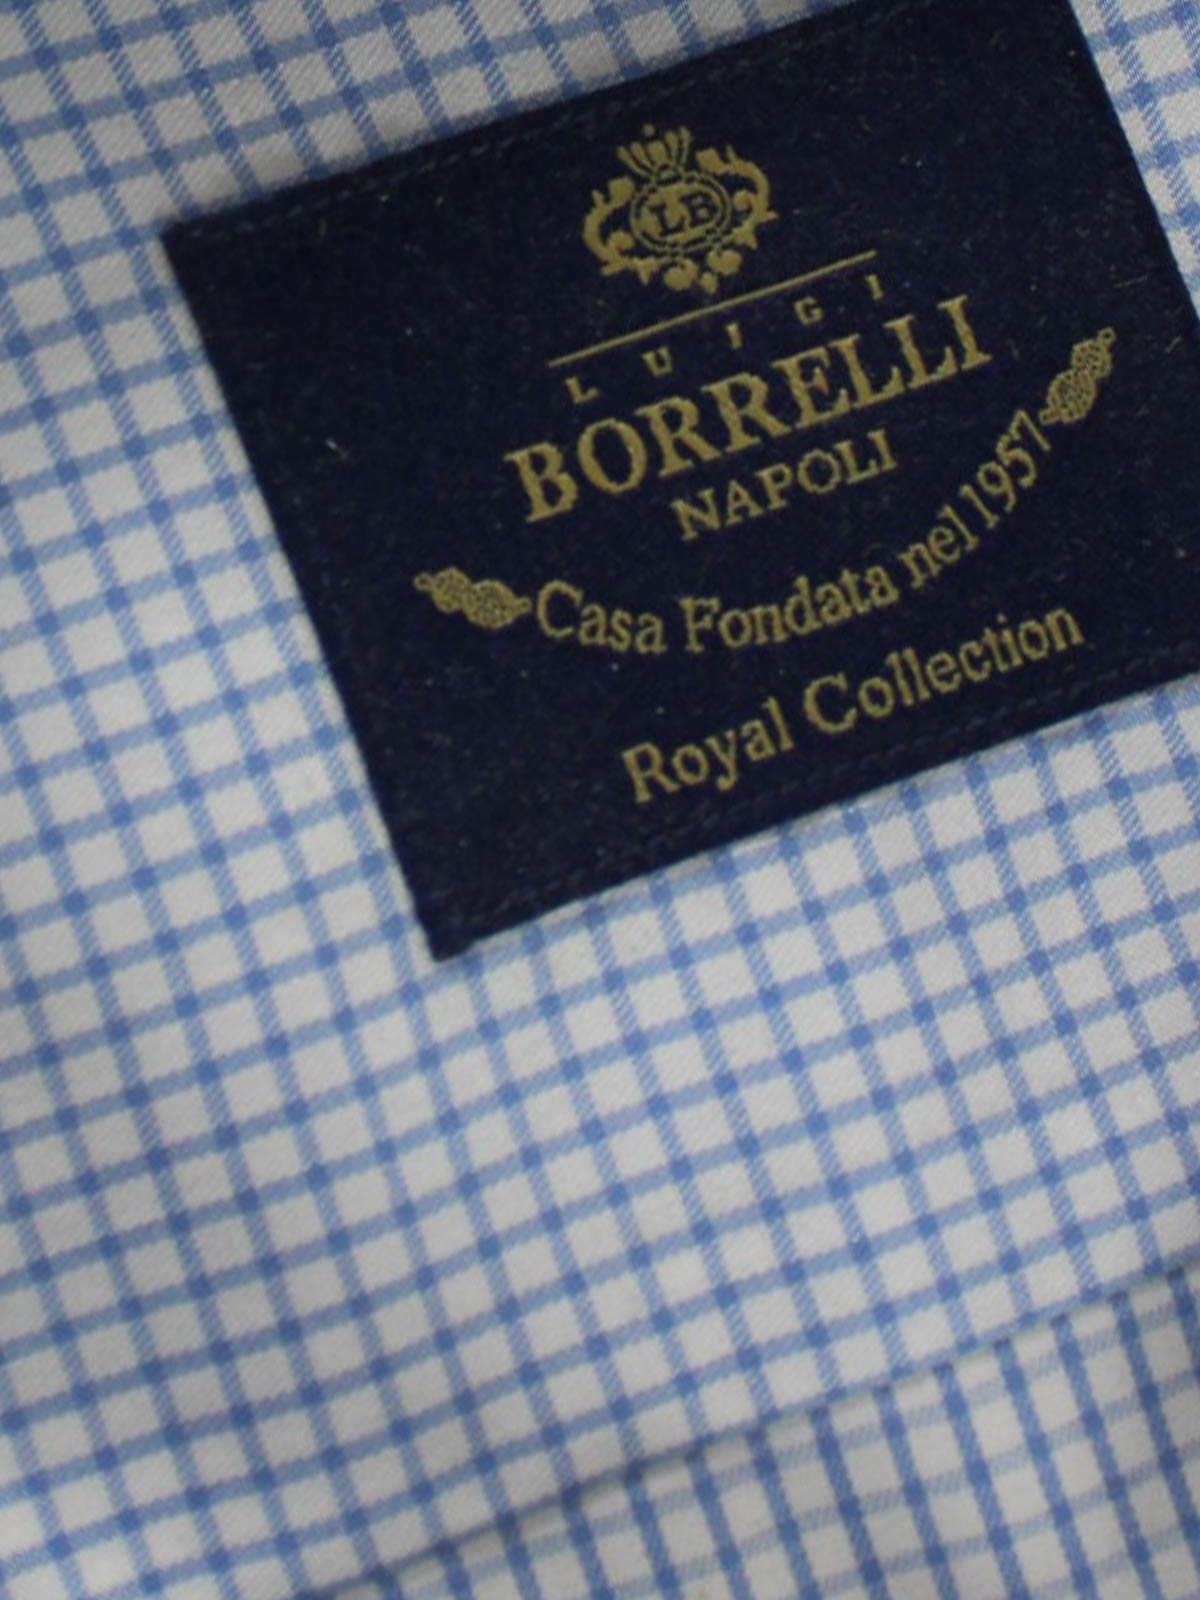 LB
LUIGI
BORRELLI
NAPOLI
Casa Fondata nel 1957
Royal Collection